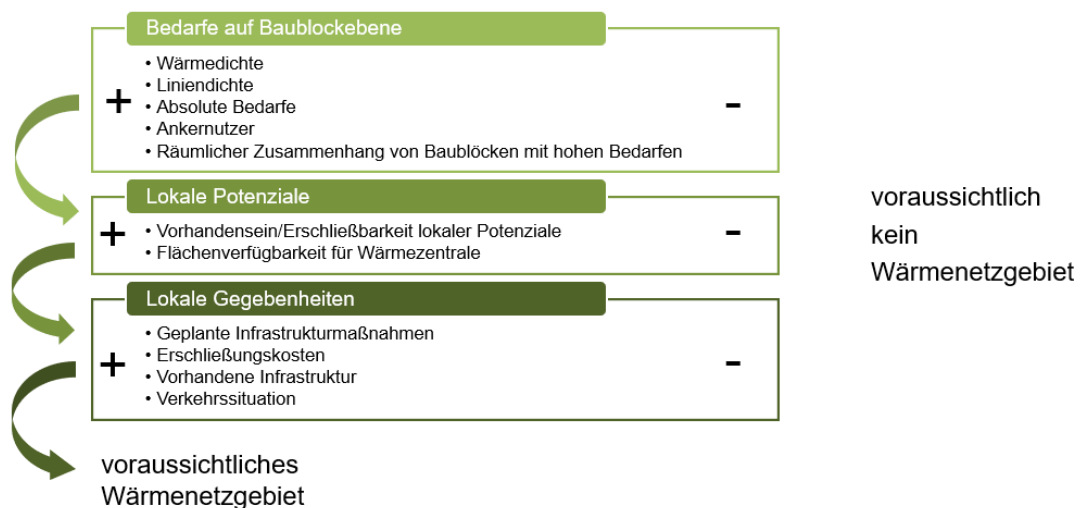 Bedarfe auf Baublockebene
+
• Wärmedichte
• Liniendichte
• Absolute Bedarfe
• Ankernutzer
• Räumlicher Zusammenhang von Baublöcken mit hohen Bedarfen
-
Lokale Potenziale
+
• Vorhandensein/Erschließbarkeit lokaler Potenziale
• Flächenverfügbarkeit für Wärmezentrale
-
Lokale Gegebenheiten
+
• Geplante Infrastrukturmaßnahmen
• Erschließungskosten
• Vorhandene Infrastruktur
• Verkehrssituation
-
voraussichtlich
kein
Wärmenetzgebiet
voraussichtliches
Wärmenetzgebiet